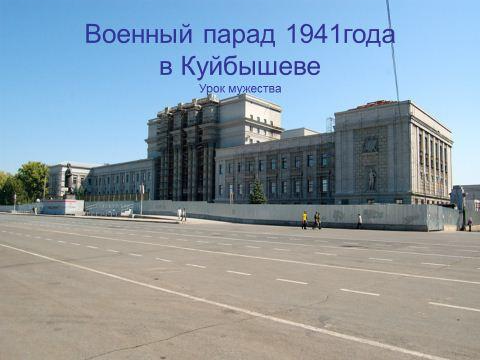 Военный парад 1941года
в Куйбышеве
Урок мужества